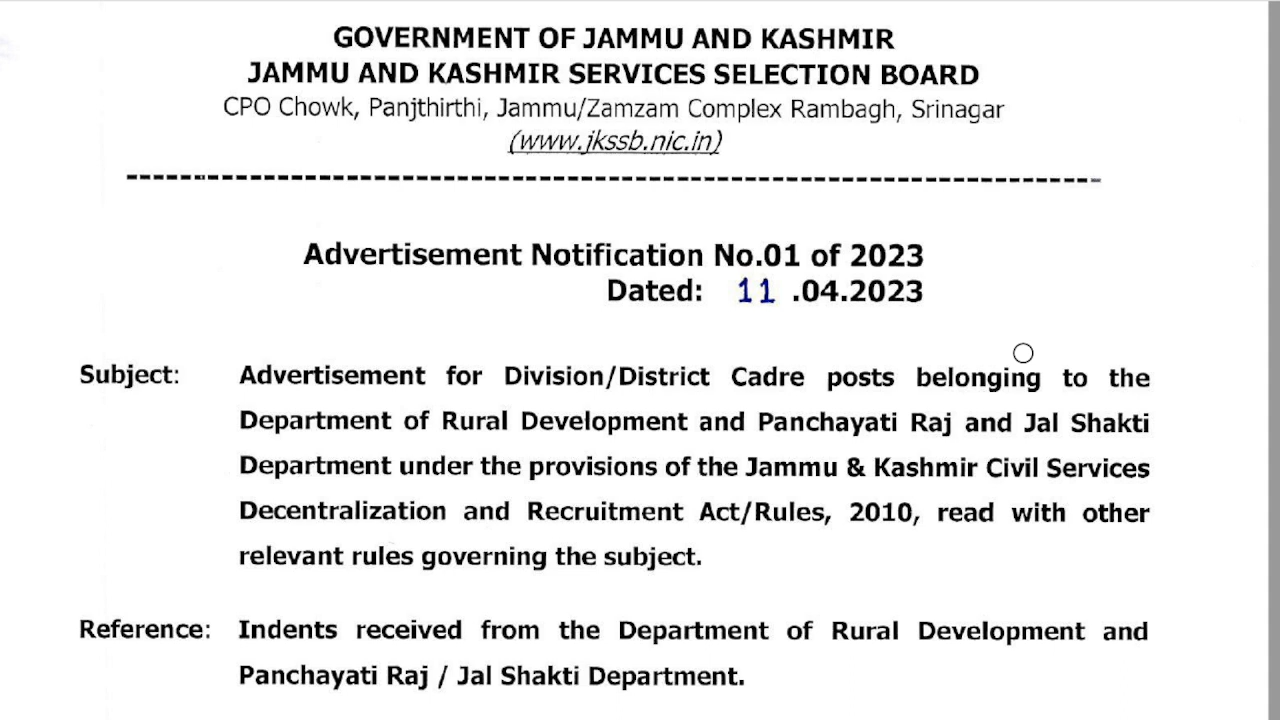 GOVERNMENT OF JAMMU AND KASHMIR
JAMMU AND KASHMIR SERVICES SELECTION BOARD
CPO Chowk, Panjthirthi, Jammu/Zamzam Complex Rambagh, Srinagar
(www.jkssb.nic.in)
Advertisement Notification No.01 of 2023
Dated: 11 .04.2023
Subject: Advertisement for Division/District Cadre posts belonging to the
Department of Rural Development and Panchayati Raj and Jal Shakti
Department under the provisions of the Jammu & Kashmir Civil Services
Decentralization and Recruitment Act/Rules, 2010, read with other
relevant rules governing the subject.
Reference: Indents received from the Department of Rural Development and
Panchayati Raj / Jal Shakti Department.